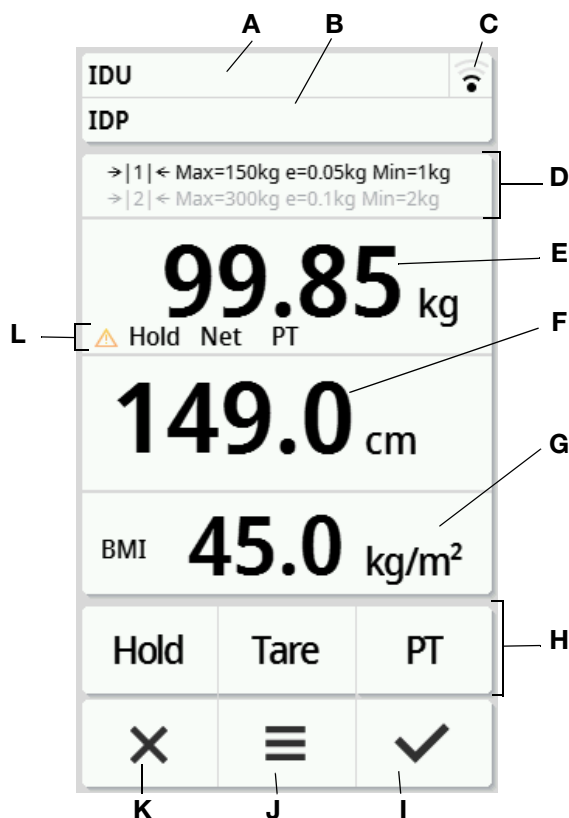 A B C
IDU
IDP
→|1|← Max=150kg e=0.05kg Min=1kg
→|2|← Max=300kg e=0.1kg Min=2kg
D
99.85 kg
E
L
Hold Net PT
F
149.0 cm
G
BMI 45.0 kg/m²
Hold Tare PT
H
K J I